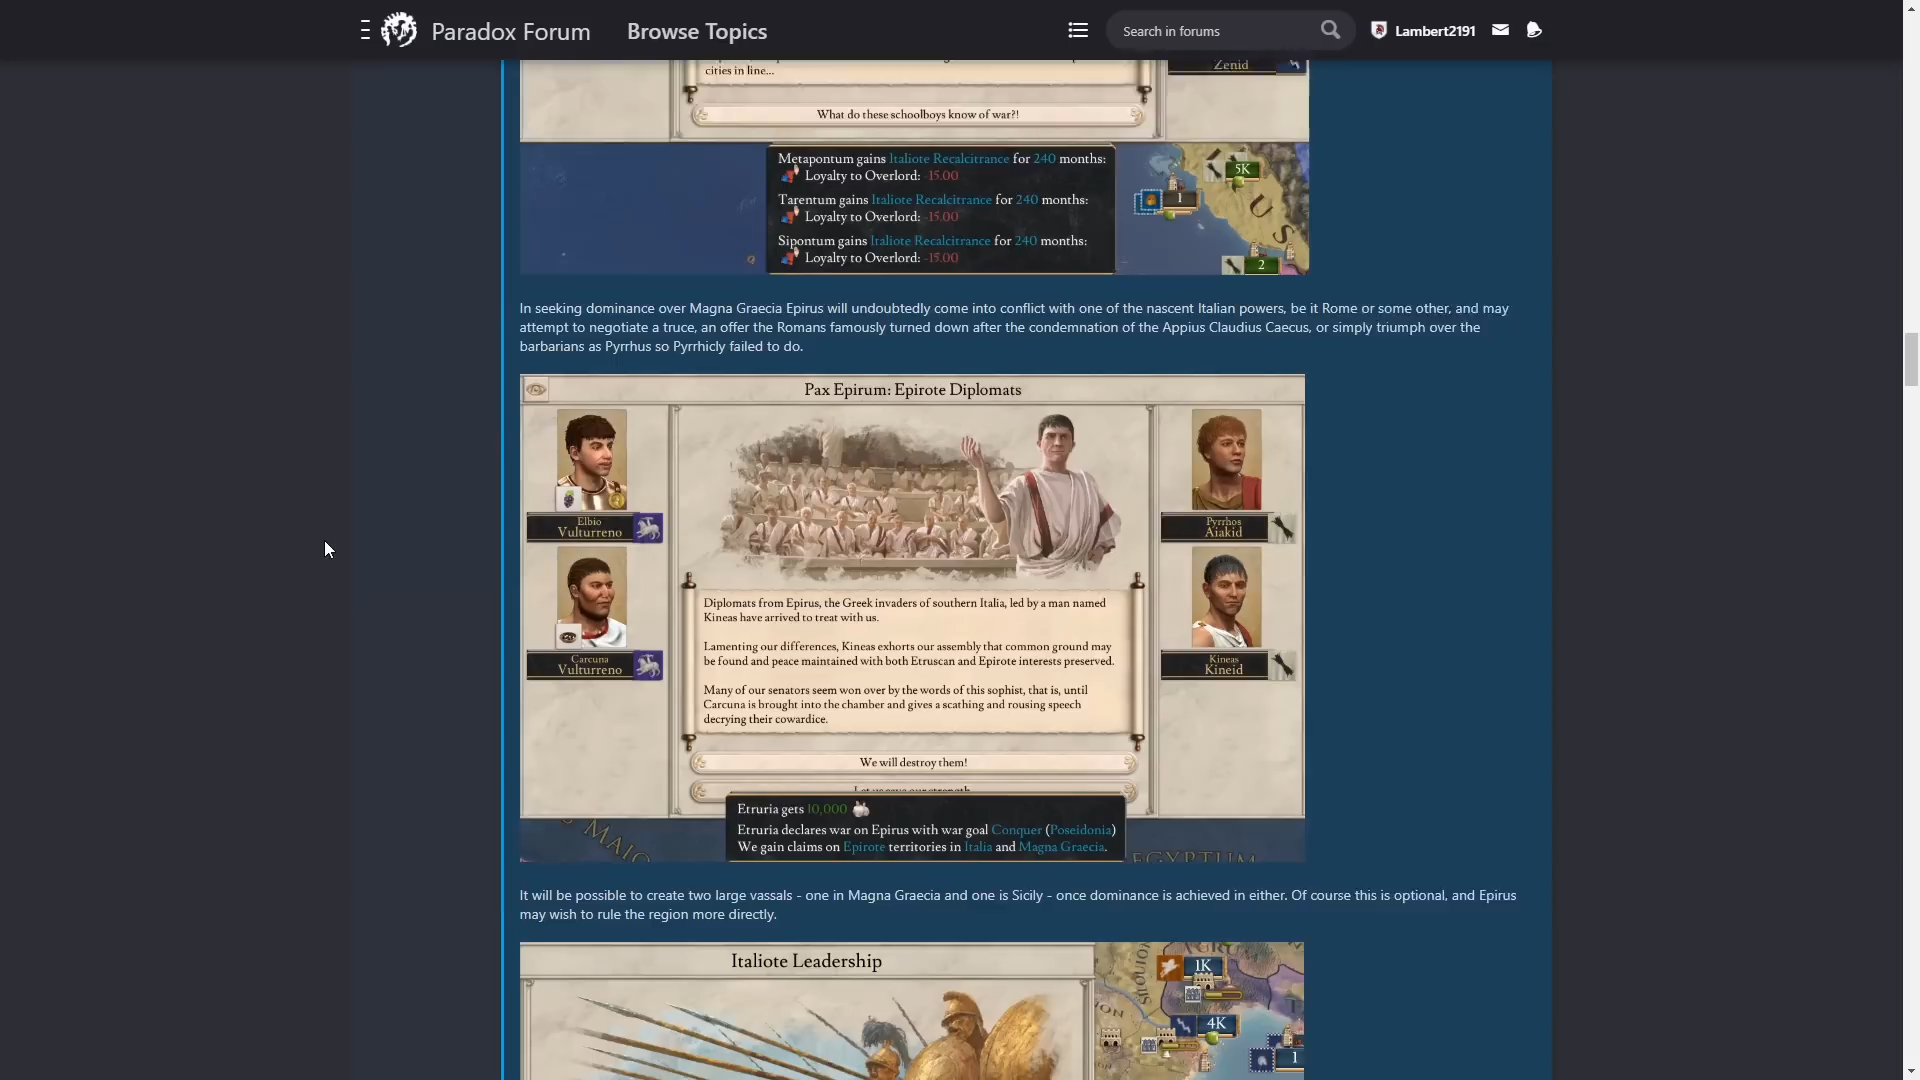 Paradox Forum
Browse Topics
Search in forums
Lambert2191
cities in line...
Zenid
What do these schoolboys know of war?!
Metapontum gains Italiote Recalcitrance for 240 months:
Loyalty to Overlord: -15.00
Tarentum gains Italiote Recalcitrance for 240 months:
Loyalty to Overlord: -15.00
Sipontum gains Italiote Recalcitrance for 240 months:
Loyalty to Overlord: -15.00
5K
1
U
S
2
In seeking dominance over Magna Graecia Epirus will undoubtedly come into conflict with one of the nascent Italian powers, be it Rome or some other, and may
attempt to negotiate a truce, an offer the Romans famously turned down after the condemnation of the Appius Claudius Caecus, or simply triumph over the
barbarians as Pyrrhus so Pyrrhicly failed to do.
Pax Epirum: Epirote Diplomats
Elbio
Vulturreno
Carcuna
Vulturreno
Pyrrhos
Aiakid
Kineas
Kineid
Diplomats from Epirus, the Greek invaders of southern Italia, led by a man named
Kineas have arrived to treat with us.
Lamenting our differences, Kineas exhorts our assembly that common ground may
be found and peace maintained with both Etruscan and Epirote interests preserved.
Many of our senators seem won over by the words of this sophist, that is, until
Carcuna is brought into the chamber and gives a scathing and rousing speech
decrying their cowardice.
We will destroy them!
Etruria gets 10,000
Etruria declares war on Epirus with war goal Conquer (Poseidonia)
We gain claims on Epirote territories in Italia and Magna Graecia.
It will be possible to create two large vassals - one in Magna Graecia and one is Sicily - once dominance is achieved in either. Of course this is optional, and Epirus
may wish to rule the region more directly.
Italiote Leadership
1K
4K
1